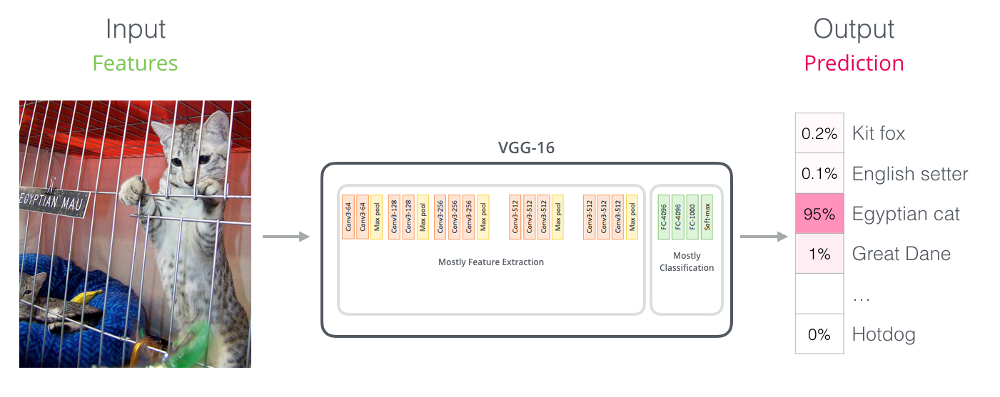 Input
Features
EGYPTIAN MAU
VGG-16
Conv3-64
Conv3-64
Max pool
Conv3-128
Conv3-128
Max pool
Conv3-256
Conv3-256
Conv3-256
Max pool
Conv3-512
Conv3-512
Conv3-512
Max pool
Conv3-512
Conv3-512
Conv3-512
Max pool
Mostly Feature Extraction
FC-4096
FC-4096
FC-1000
Soft-max
Mostly
Classification
Output
Prediction
0.2% Kit fox
0.1% English setter
95% Egyptian cat
1% Great Dane
...
0% Hotdog